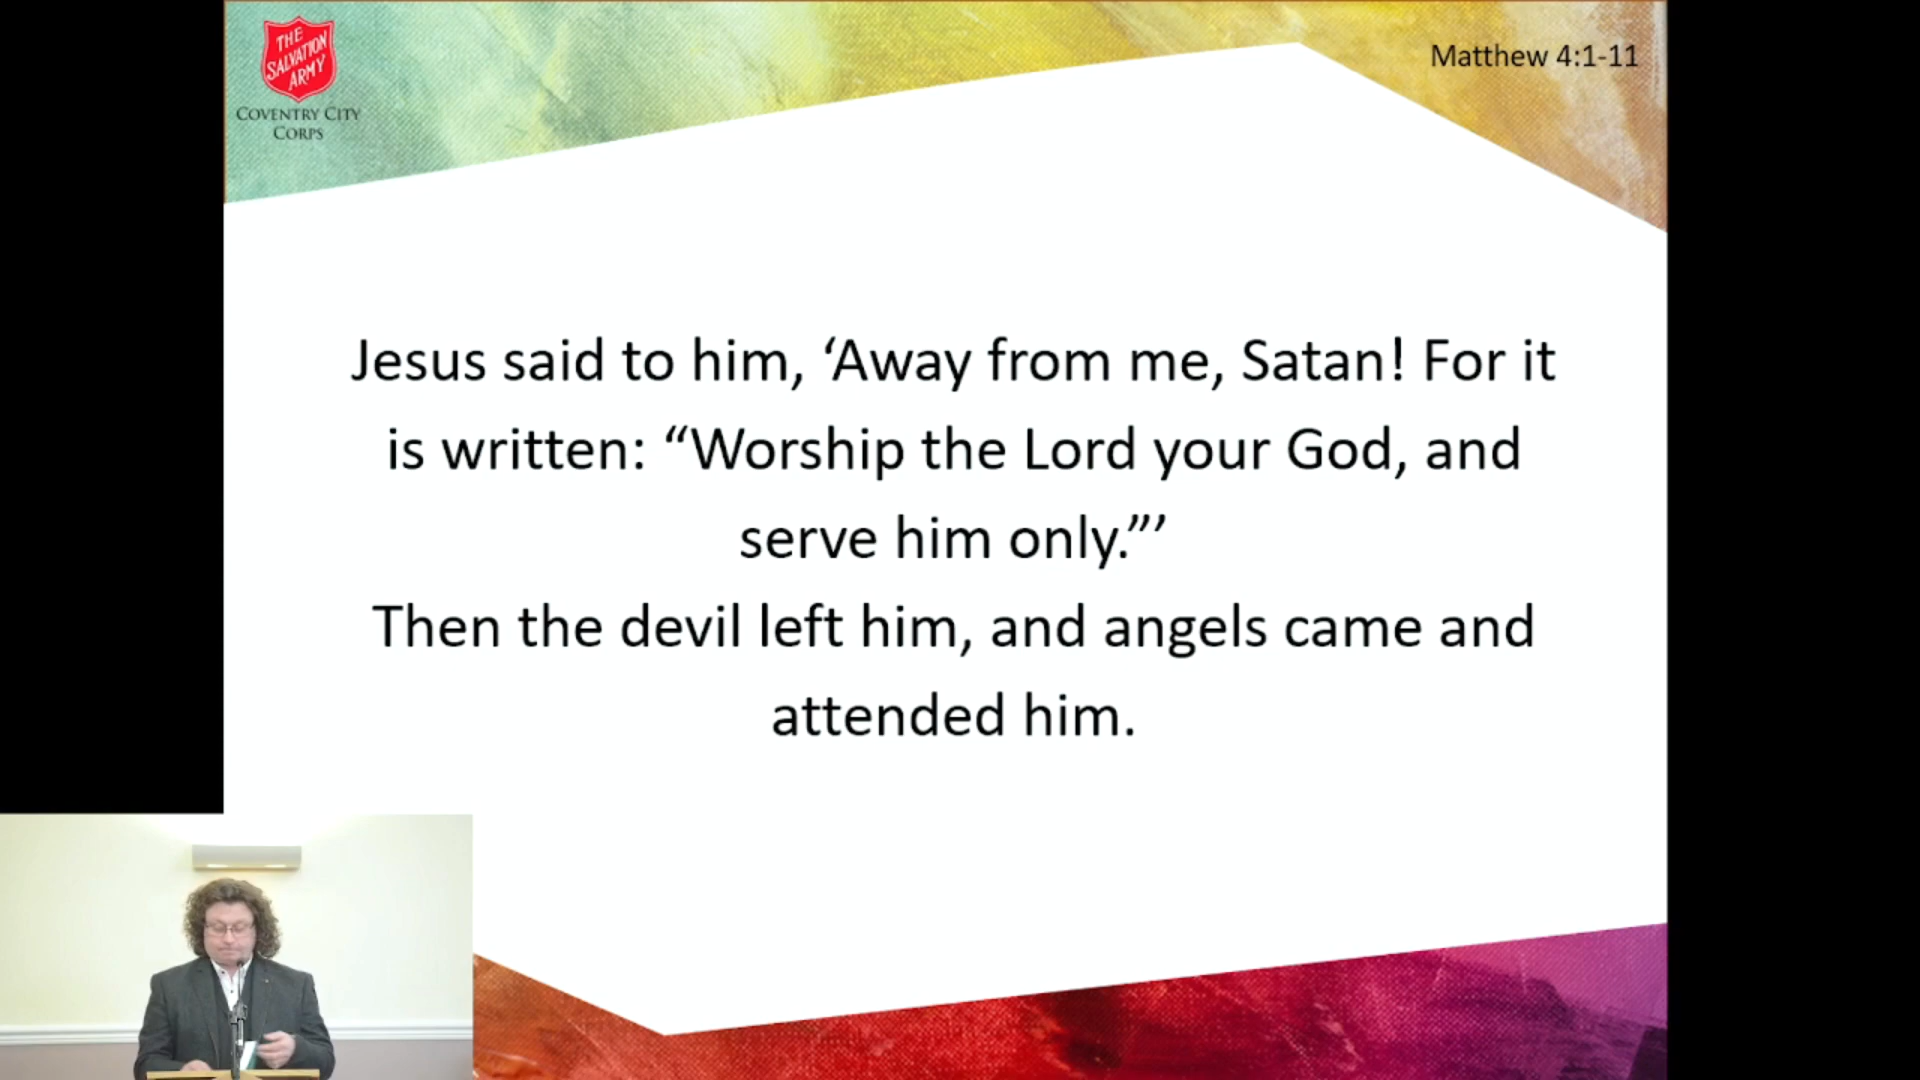 THE
SALVATION
ARMY
COVENTRY CITY
CORPS
Matthew 4:1-11
Jesus said to him, ‘Away from me, Satan! For it
is written: “Worship the Lord your God, and
serve him only.”’
Then the devil left him, and angels came and
attended him.